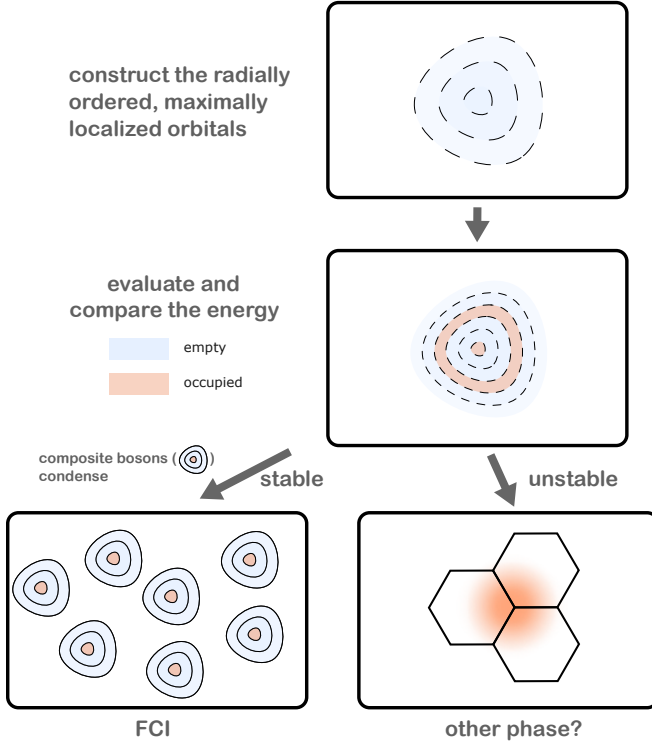 construct the radially
ordered, maximally
localized orbitals
evaluate and
compare the energy
empty
occupied
composite bosons ( )
condense
stable
unstable
FCI
other phase?